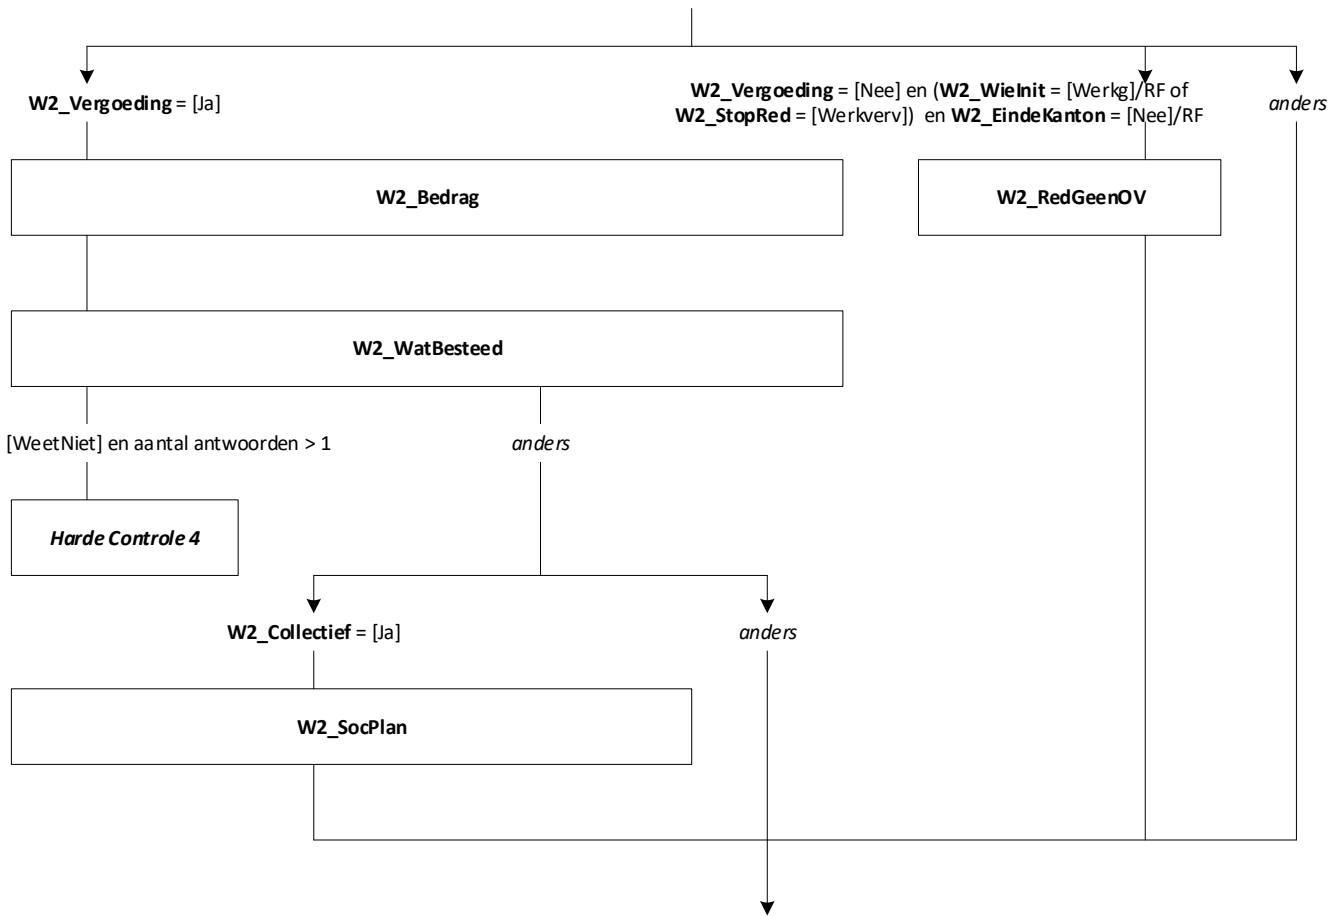 W2_Vergoeding = [Ja]
W2_Vergoeding = [Nee] en (W2_WieInit = [Werkg]/RF of
W2_StopRed = [Werkverv]) en W2_EindeKanton = [Nee]/RF
anders
W2_Bedrag
W2_RedGeenOV
W2_WatBesteed
[WeetNiet] en aantal antwoorden > 1
anders
Harde Controle 4
W2_Collectief = [Ja]
anders
W2_SocPlan